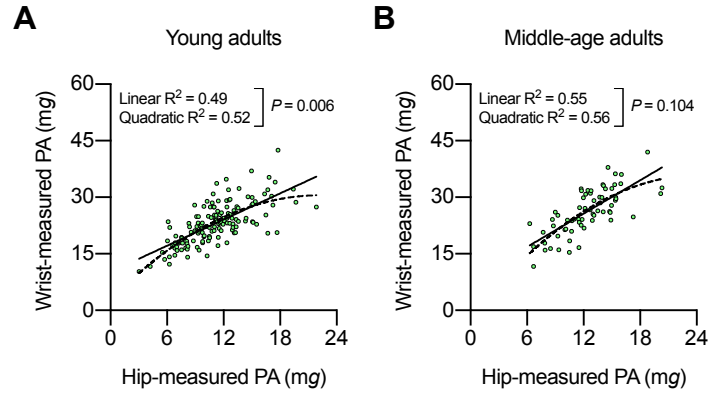 A
Young adults
Linear R² = 0.49
Quadratic R² = 0.52
P = 0.006
60
45
30
15
0
Wrist-measured PA (mg)
0 6 12 18 24
Hip-measured PA (mg)
B
Middle-age adults
Linear R² = 0.55
Quadratic R² = 0.56
P = 0.104
60
45
30
15
0
Wrist-measured PA (mg)
0 6 12 18 24
Hip-measured PA (mg)